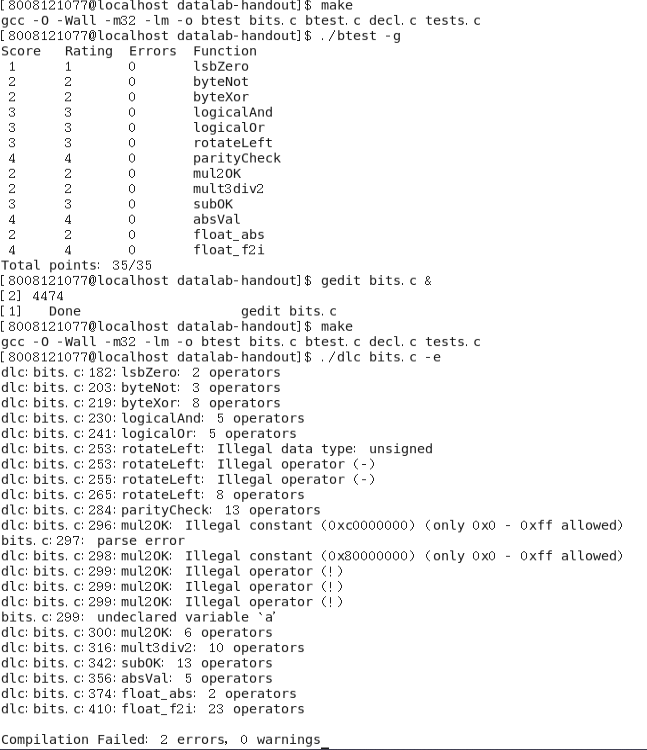 [8008121077@localhost datalab-handout]$ make
gcc -O -Wall -m32 -lm -o btest bits.c btest.c decl.c tests.c
[8008121077@localhost datalab-handout]$ ./btest -g
Score Rating Errors Function
1 1 0 lsbZero
2 2 0 byteNot
2 2 0 byteXor
3 3 0 logicalAnd
3 3 0 logicalOr
3 3 0 rotateLeft
4 4 0 parityCheck
2 2 0 mul2OK
2 2 0 mult3div2
3 3 0 subOK
4 4 0 absVal
2 2 0 float_abs
4 4 0 float_f2i
Total points: 35/35
[8008121077@localhost datalab-handout]$ gedit bits.c &
[2] 4474
[1] Done gedit bits.c
[8008121077@localhost datalab-handout]$ make
gcc -O -Wall -m32 -lm -o btest bits.c btest.c decl.c tests.c
[8008121077@localhost datalab-handout]$ ./dlc bits.c -e
dlc:bits.c:182:lsbZero: 2 operators
dlc:bits.c:203:byteNot: 3 operators
dlc:bits.c:219:byteXor: 8 operators
dlc:bits.c:230:logicalAnd: 5 operators
dlc:bits.c:241:logicalOr: 5 operators
dlc:bits.c:253:rotateLeft: Illegal data type: unsigned
dlc:bits.c:253:rotateLeft: Illegal operator (-)
dlc:bits.c:255:rotateLeft: Illegal operator (-)
dlc:bits.c:265:rotateLeft: 8 operators
dlc:bits.c:284:parityCheck: 13 operators
dlc:bits.c:296:mul2OK: Illegal constant (0xc0000000) (only 0x0 - 0xff allowed)
bits.c:297: parse error
dlc:bits.c:298:mul2OK: Illegal constant (0x80000000) (only 0x0 - 0xff allowed)
dlc:bits.c:299:mul2OK: Illegal operator (!)
dlc:bits.c:299:mul2OK: Illegal operator (!)
dlc:bits.c:299:mul2OK: Illegal operator (!)
bits.c:299: undeclared variable `a'
dlc:bits.c:300:mul2OK: 6 operators
dlc:bits.c:316:mult3div2: 10 operators
dlc:bits.c:342:subOK: 13 operators
dlc:bits.c:356:absVal: 5 operators
dlc:bits.c:374:float_abs: 2 operators
dlc:bits.c:410:float_f2i: 23 operators
Compilation Failed: 2 errors, 0 warnings